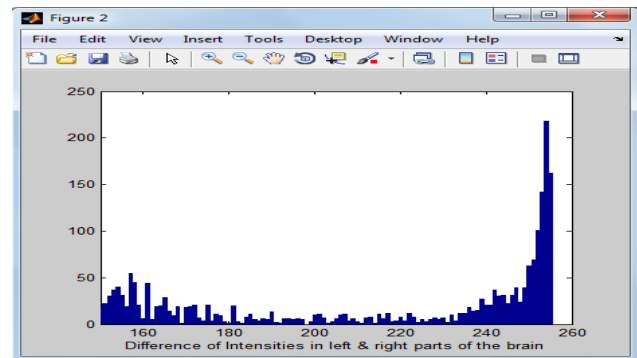 Figure 2
File Edit View Insert Tools Desktop Window Help
250
200
150
100
50
0
160 180 200 220 240 260
Difference of Intensities in left & right parts of the brain